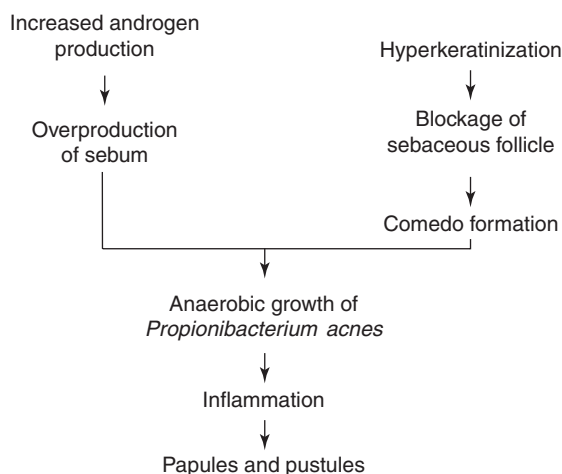 Increased androgen
production
Overproduction
of sebum
Hyperkeratinization
Blockage of
sebaceous follicle
Comedo formation
Anaerobic growth of
Propionibacterium acnes
Inflammation
Papules and pustules